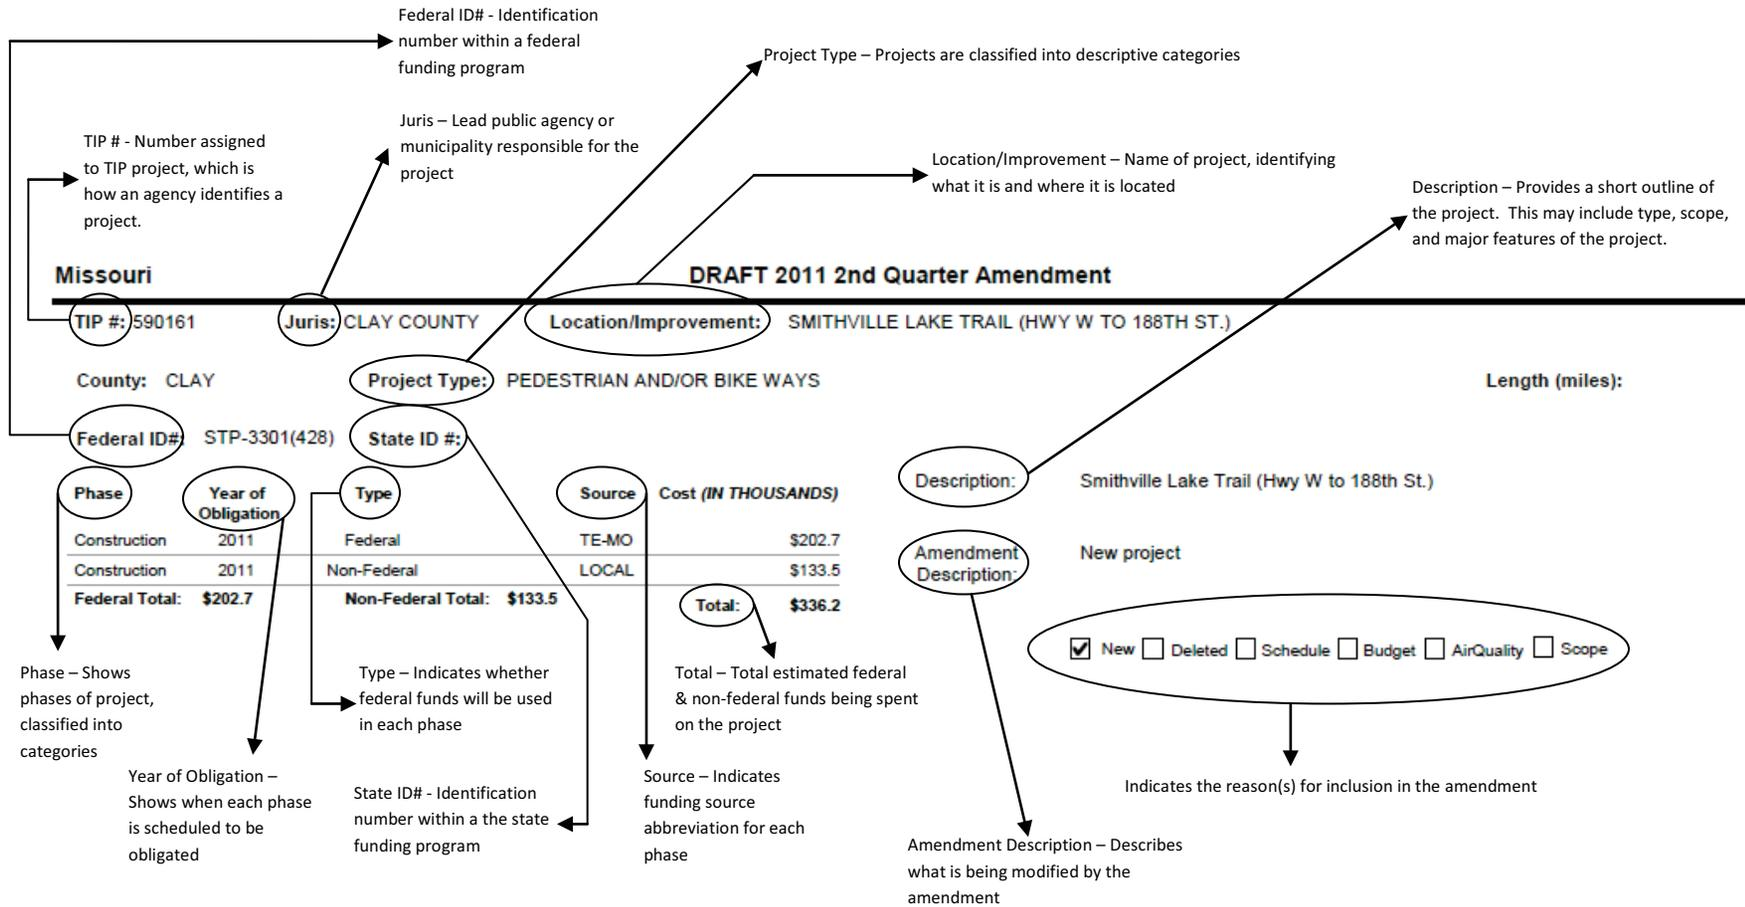 Federal ID# - Identification
number within a federal
funding program
Project Type – Projects are classified into descriptive categories
Juris – Lead public agency or
municipality responsible for the
project
TIP # - Number assigned
to TIP project, which is
how an agency identifies a
project.
Location/Improvement – Name of project, identifying
what it is and where it is located
Description – Provides a short outline of
the project.  This may include type, scope,
and major features of the project.
Missouri DRAFT 2011 2nd Quarter Amendment
TIP #: 590161 Juris: CLAY COUNTY Location/Improvement: SMITHVILLE LAKE TRAIL (HWY W TO 188TH ST.)
County: CLAY Project Type: PEDESTRIAN AND/OR BIKE WAYS Length (miles):
Federal ID#: STP-3301(428) State ID #:
Phase Year of Obligation Type Source Cost (IN THOUSANDS)
Construction 2011 Federal TE-MO $202.7
Construction 2011 Non-Federal LOCAL $133.5
Federal Total: $202.7 Non-Federal Total: $133.5 Total: $336.2
Description: Smithville Lake Trail (Hwy W to 188th St.)
Amendment New project
Description:
New Deleted Schedule Budget AirQuality Scope
Phase – Shows
phases of project,
classified into
categories
Type – Indicates whether
federal funds will be used
in each phase
Total – Total estimated federal
& non-federal funds being spent
on the project
Year of Obligation –
Shows when each phase
is scheduled to be
obligated
State ID# - Identification
number within a the state
funding program
Source – Indicates
funding source
abbreviation for each
phase
Indicates the reason(s) for inclusion in the amendment
Amendment Description – Describes
what is being modified by the
amendment